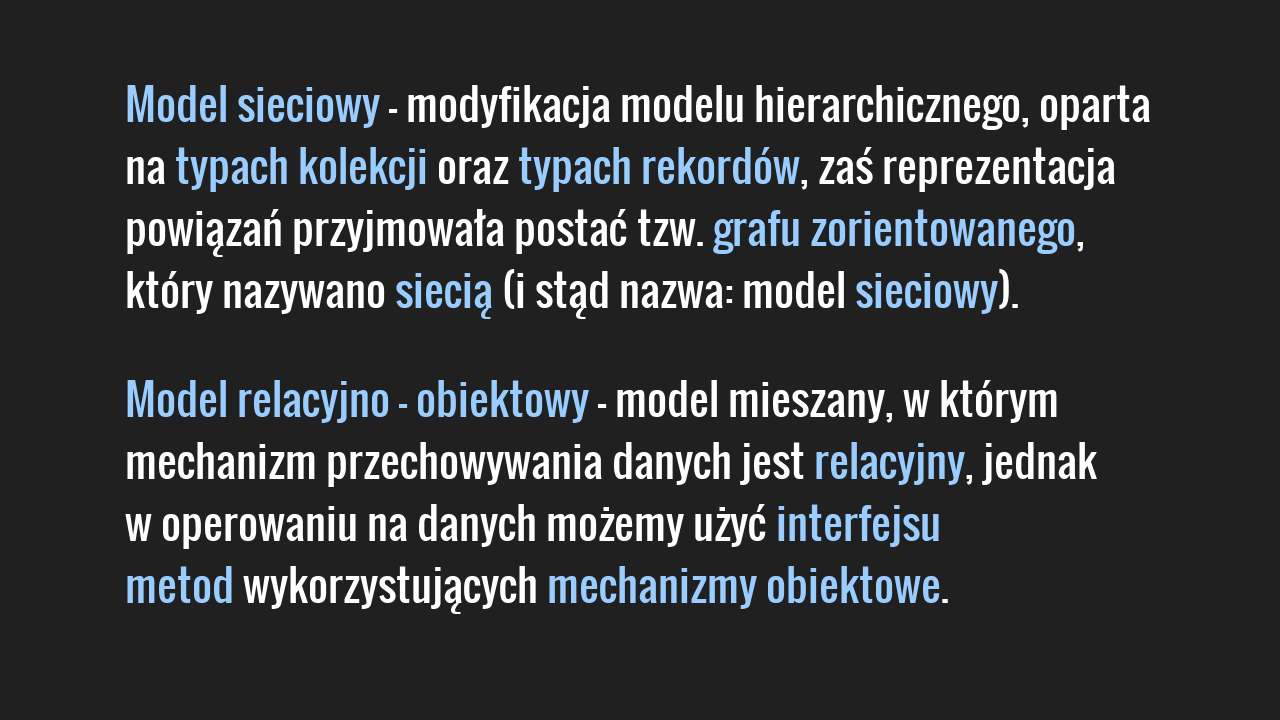 Model sieciowy - modyfikacja modelu hierarchicznego, oparta
na typach kolekcji oraz typach rekordów, zaś reprezentacja
powiązań przyjmowała postać tzw. grafu zorientowanego,
który nazywano siecią (i stąd nazwa: model sieciowy).
Model relacyjno - obiektowy - model mieszany, w którym
mechanizm przechowywania danych jest relacyjny, jednak
w operowaniu na danych możemy użyć interfejsu
metod wykorzystujących mechanizmy obiektowe.